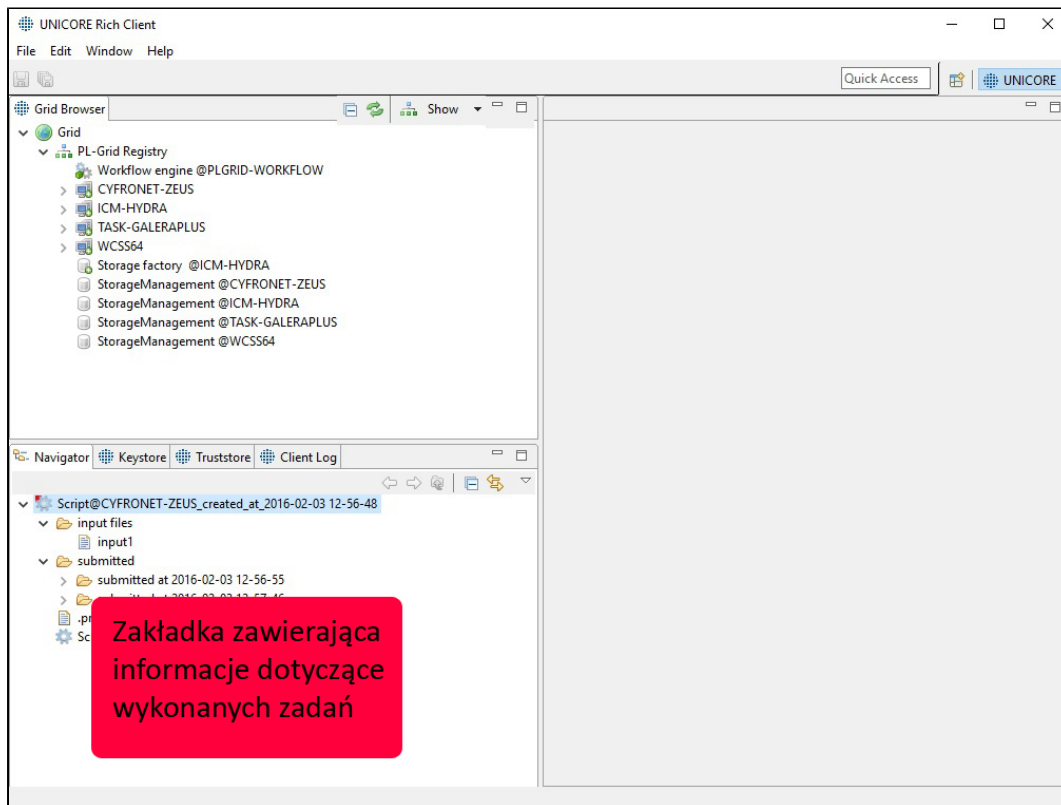 UNICORE Rich Client
File Edit Window Help
Quick Access
UNICORE
Grid Browser
Show
Grid
PL-Grid Registry
Workflow engine @PLGRID-WORKFLOW
CYFRONET-ZEUS
ICM-HYDRA
TASK-GALERAPLUS
WCSS64
Storage factory @ICM-HYDRA
StorageManagement @CYFRONET-ZEUS
StorageManagement @ICM-HYDRA
StorageManagement @TASK-GALERAPLUS
StorageManagement @WCSS64
Navigator Keystore Truststore Client Log
Script@CYFRONET-ZEUS_created_at_2016-02-03 12-56-48
input files
input1
submitted
submitted at 2016-02-03 12-56-55
.pr
Sc
Zakładka zawierająca
informacje dotyczące
wykonanych zadań